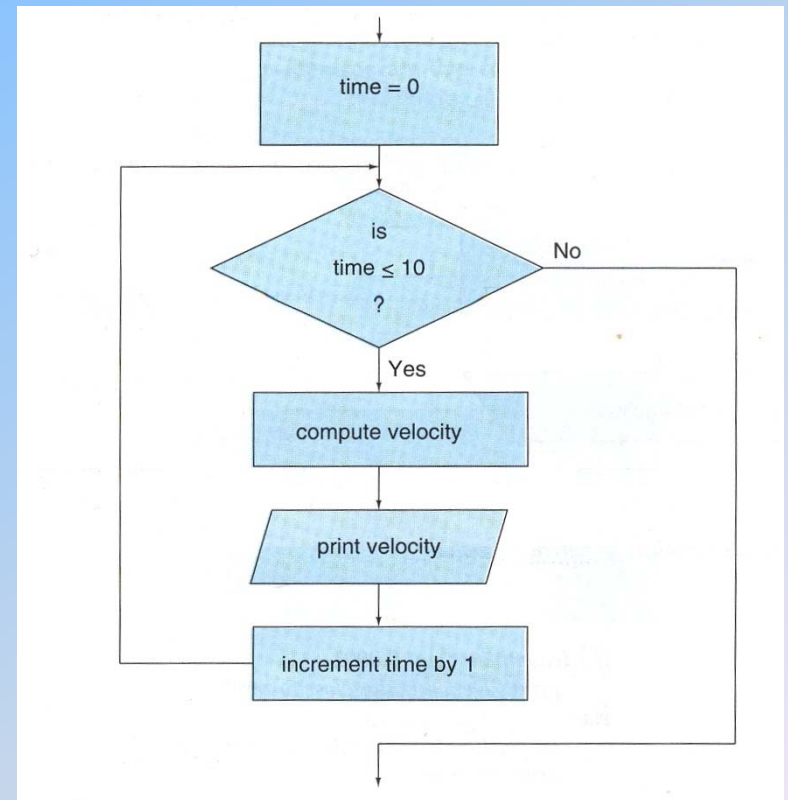 time = 0
is
time ≤ 10
?
No
Yes
compute velocity
print velocity
increment time by 1